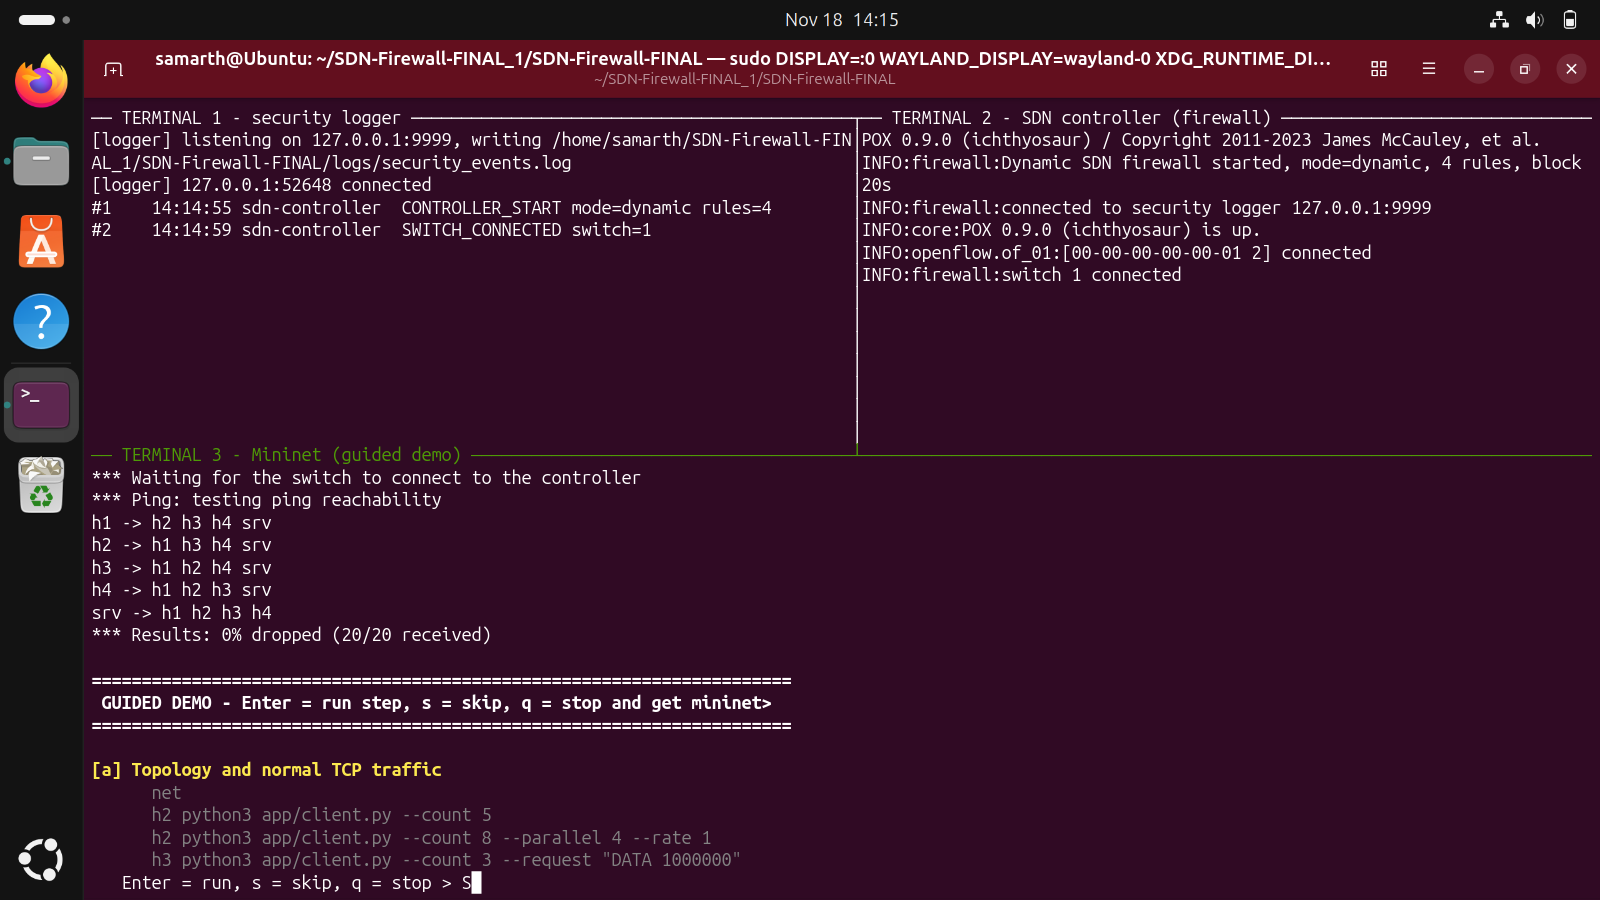 Nov 18  14:15
samarth@Ubuntu: ~/SDN-Firewall-FINAL_1/SDN-Firewall-FINAL — sudo DISPLAY=:0 WAYLAND_DISPLAY=wayland-0 XDG_RUNTIME_DI...
~/SDN-Firewall-FINAL_1/SDN-Firewall-FINAL
TERMINAL 1 - security logger
[logger] listening on 127.0.0.1:9999, writing /home/samarth/SDN-Firewall-FIN
AL_1/SDN-Firewall-FINAL/logs/security_events.log
[logger] 127.0.0.1:52648 connected
#1    14:14:55 sdn-controller  CONTROLLER_START mode=dynamic rules=4
#2    14:14:59 sdn-controller  SWITCH_CONNECTED switch=1
TERMINAL 2 - SDN controller (firewall)
POX 0.9.0 (ichthyosaur) / Copyright 2011-2023 James McCauley, et al.
INFO:firewall:Dynamic SDN firewall started, mode=dynamic, 4 rules, block
20s
INFO:firewall:connected to security logger 127.0.0.1:9999
INFO:core:POX 0.9.0 (ichthyosaur) is up.
INFO:openflow.of_01:[00-00-00-00-00-01 2] connected
INFO:firewall:switch 1 connected
TERMINAL 3 - Mininet (guided demo)
*** Waiting for the switch to connect to the controller
*** Ping: testing ping reachability
h1 -> h2 h3 h4 srv
h2 -> h1 h3 h4 srv
h3 -> h1 h2 h4 srv
h4 -> h1 h2 h3 srv
srv -> h1 h2 h3 h4
*** Results: 0% dropped (20/20 received)
======================================================================
GUIDED DEMO - Enter = run step, s = skip, q = stop and get mininet>
======================================================================
[a] Topology and normal TCP traffic
net
h2 python3 app/client.py --count 5
h2 python3 app/client.py --count 8 --parallel 4 --rate 1
h3 python3 app/client.py --count 3 --request "DATA 1000000"
Enter = run, s = skip, q = stop > S